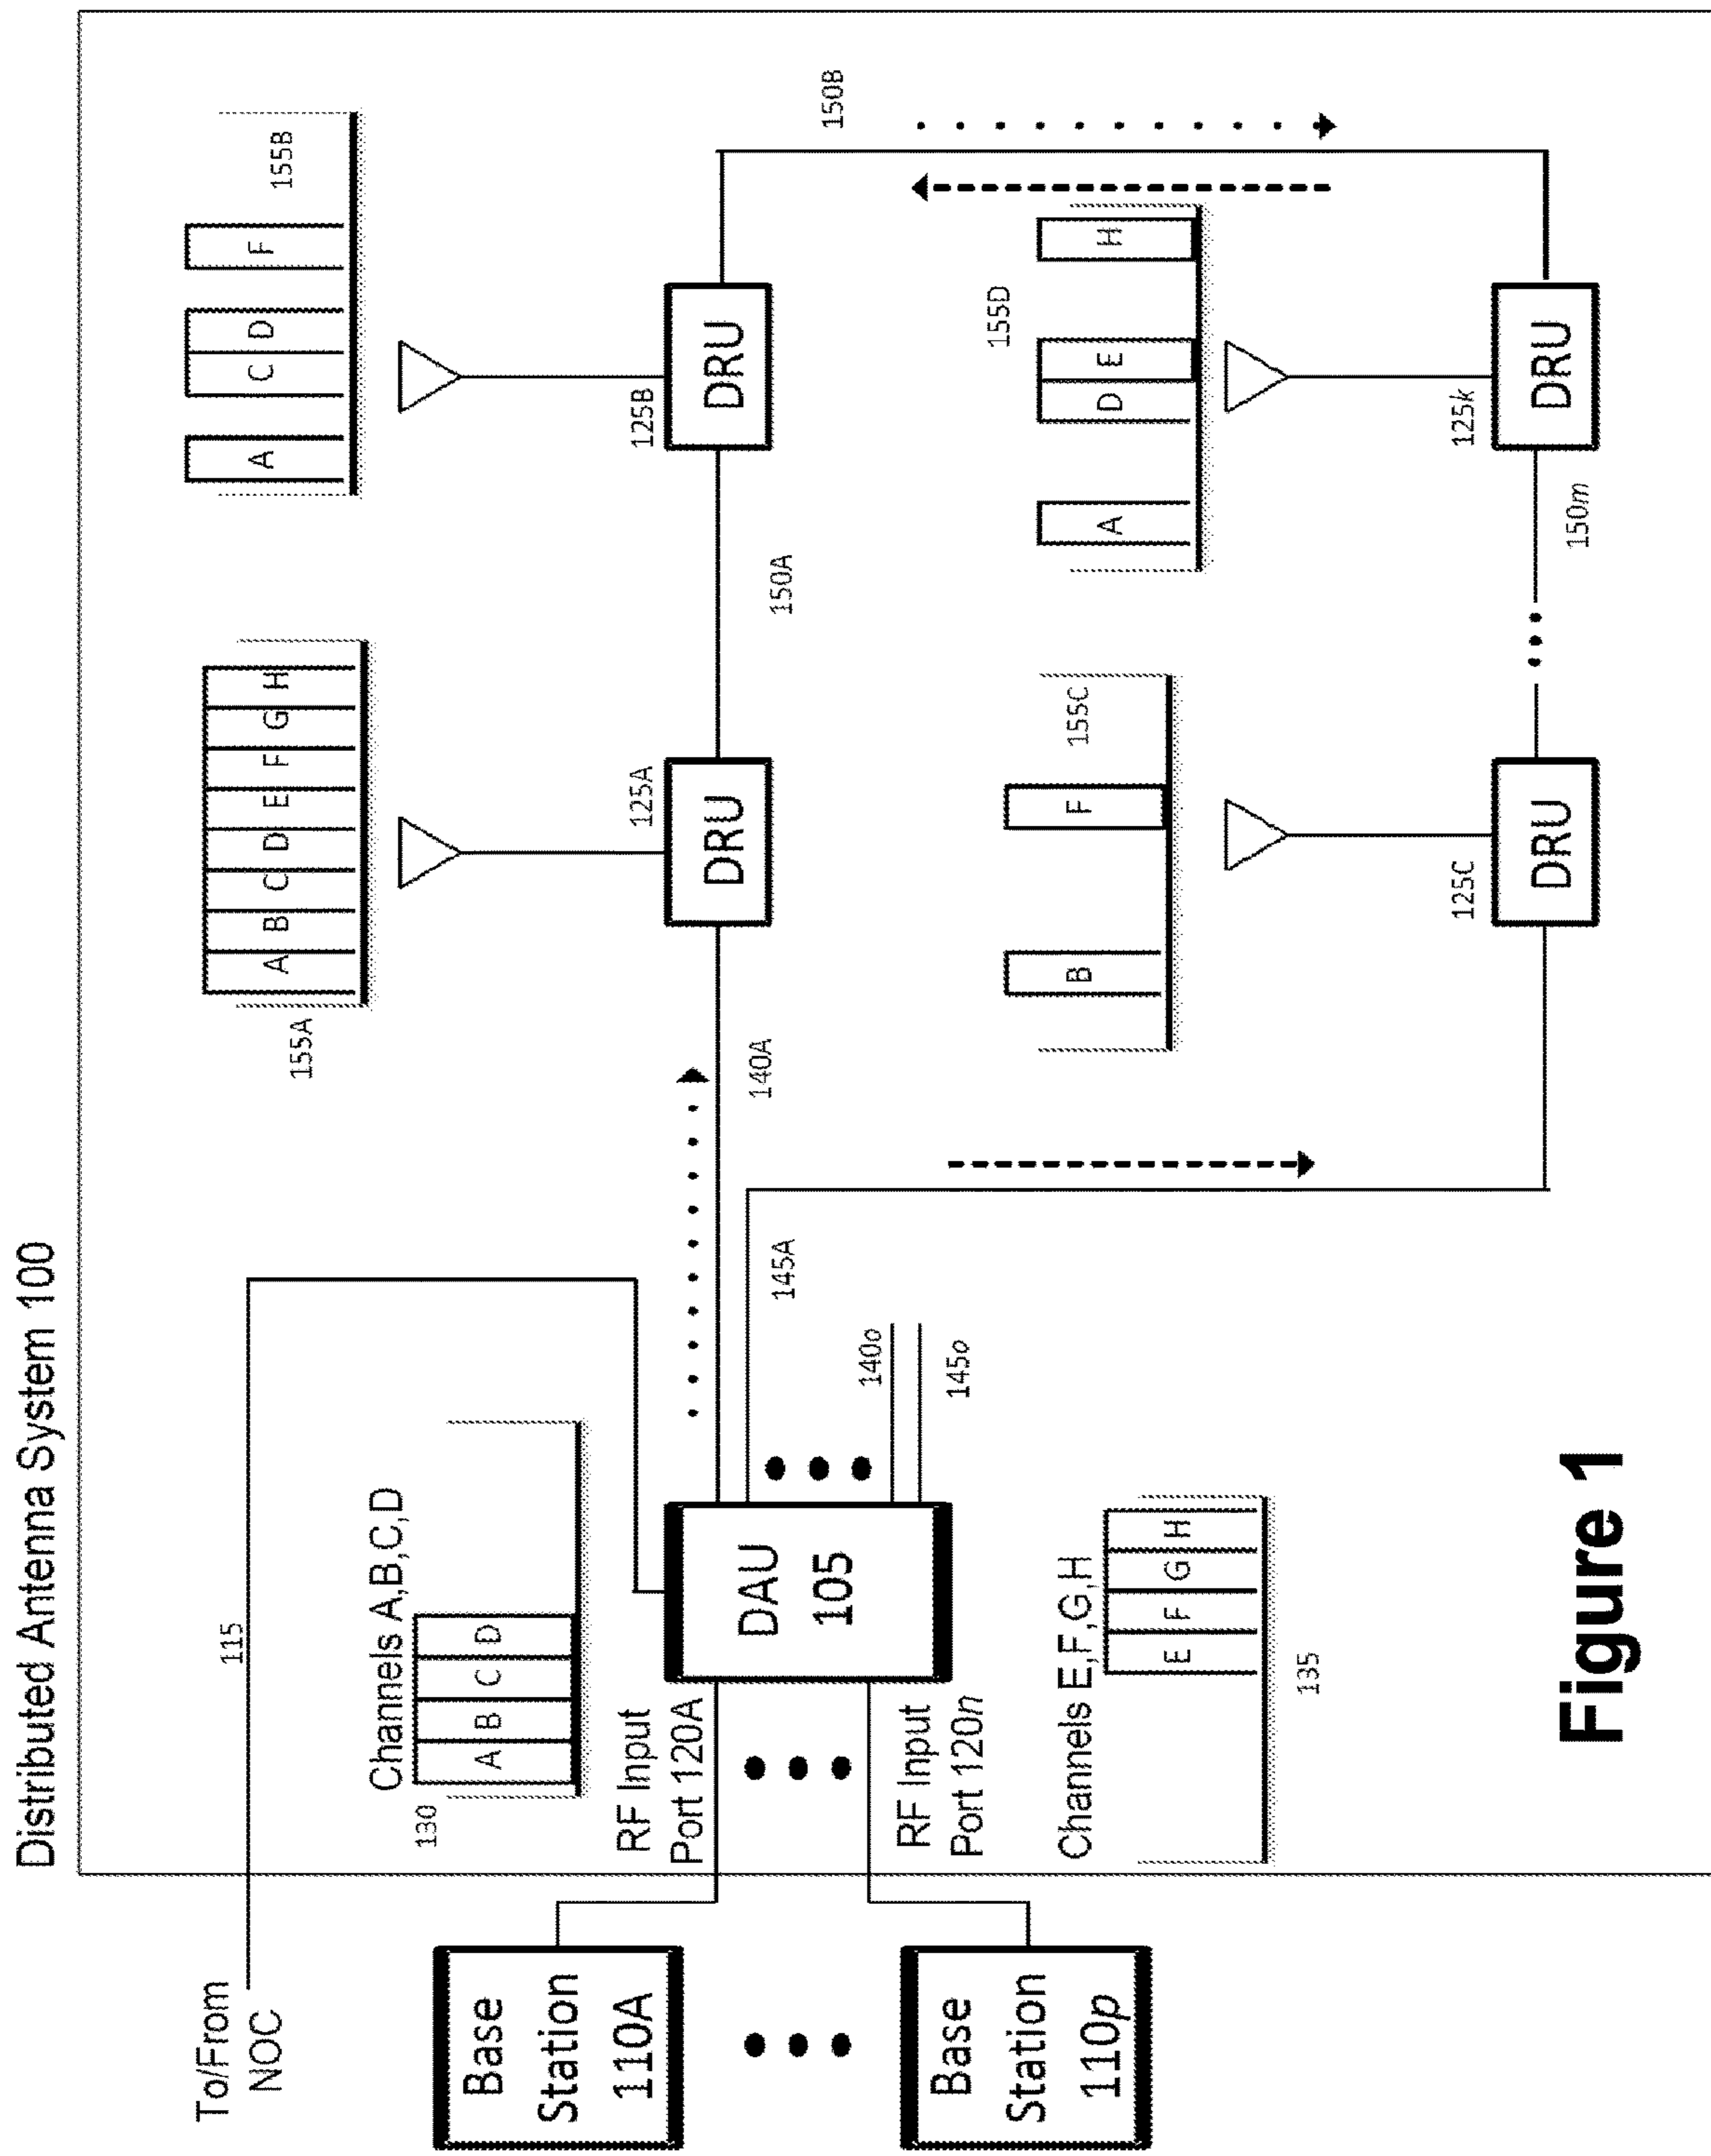 Distributed Antenna System 100
To/From
NOC
115
Channels A,B,C,D
130
A B C D
155A
A B C D E F G H
155B
A C D F
Base
Station
110A
RF Input
Port 120A
DAU
105
140A
125A
DRU
150A
125B
DRU
150B
145A
140o
145o
Base
Station
110p
RF Input
Port 120n
Channels E,F,G,H
E F G H
135
155C
B F
155D
A D E H
125C
DRU
150m
125k
DRU
Figure 1